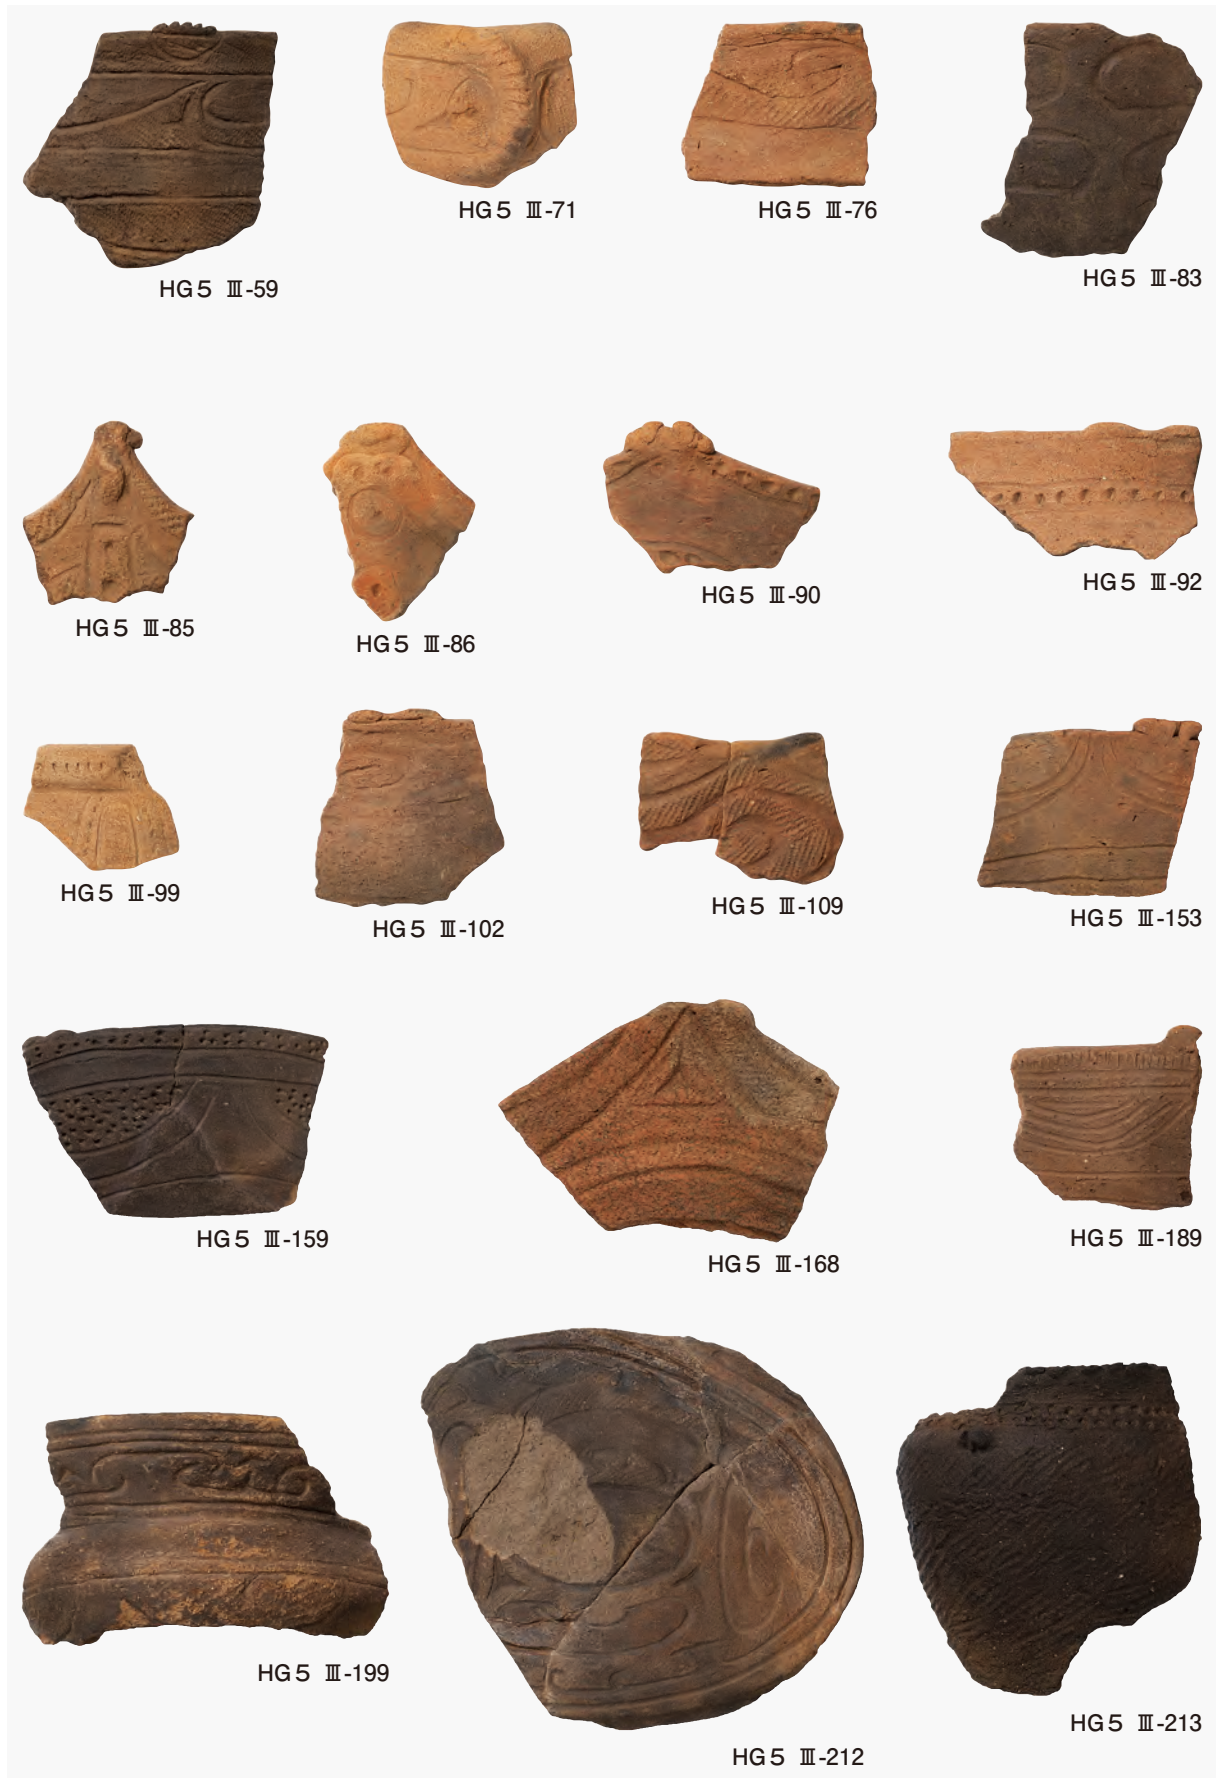 HG5 Ⅲ-59
HG5 Ⅲ-71
HG5 Ⅲ-76
HG5 Ⅲ-83
HG5 Ⅲ-85
HG5 Ⅲ-86
HG5 Ⅲ-90
HG5 Ⅲ-92
HG5 Ⅲ-99
HG5 Ⅲ-102
HG5 Ⅲ-109
HG5 Ⅲ-153
HG5 Ⅲ-159
HG5 Ⅲ-168
HG5 Ⅲ-189
HG5 Ⅲ-199
HG5 Ⅲ-212
HG5 Ⅲ-213